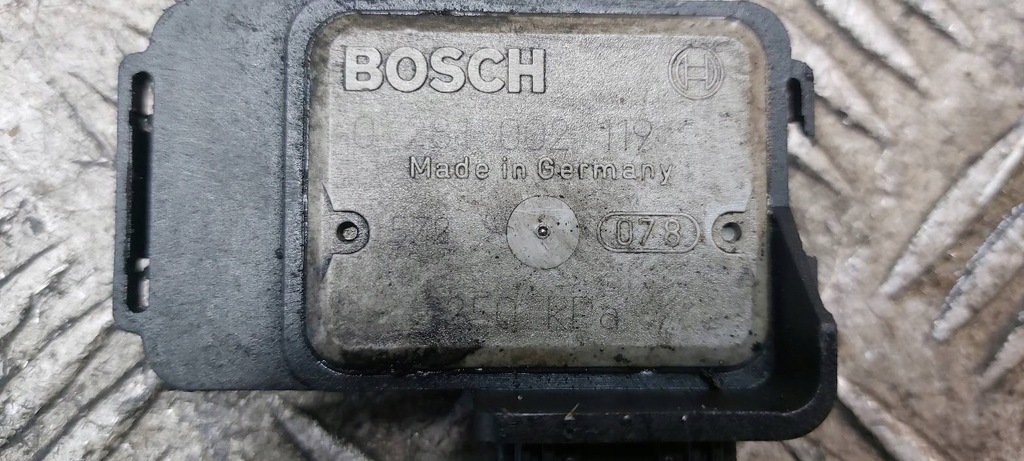 BOSCH
0 281 002 119
Made in Germany
078
250 kPa